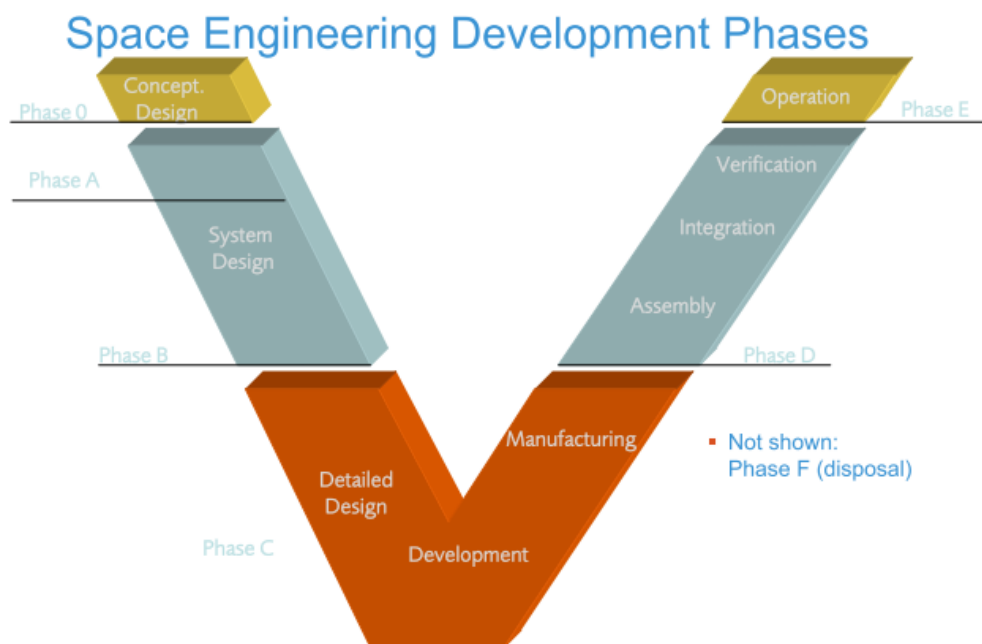 Space Engineering Development Phases
Concept.
Design
Phase 0
Operation
Phase E
Phase A
Verification
System
Design
Integration
Assembly
Phase B
Phase D
Manufacturing
Detailed
Design
▪ Not shown:
Phase F (disposal)
Phase C
Development